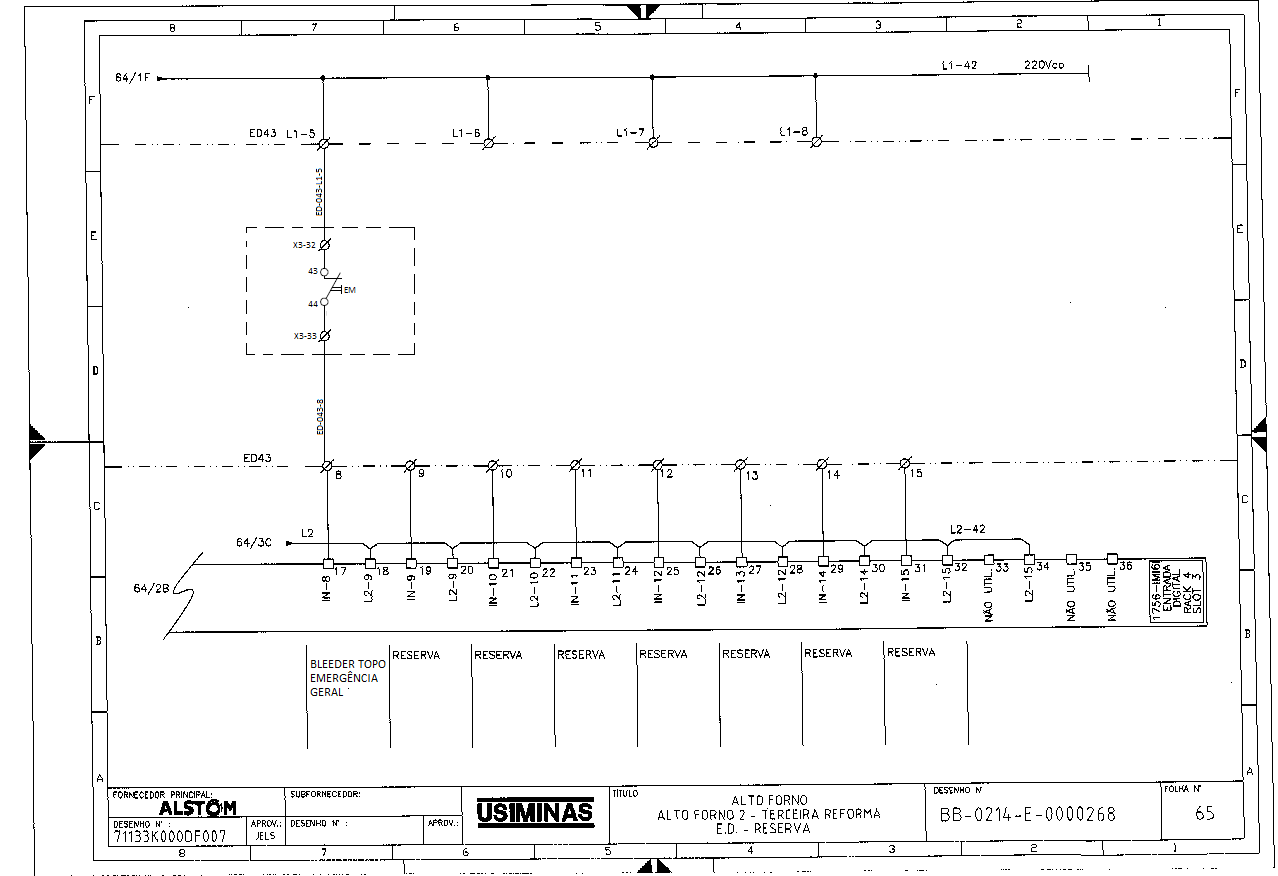 8 7 6 5 4 3 2 1
F
F
64/1F
L1-42 220Vca
ED43 L1-5
L1-6
L1-7
L1-8
ED-043-L1-5
E
E
X3-32
43
EM
44
X3-33
D
D
ED-043-8
ED43
8 9 10 11 12 13 14 15
C
C
64/3C
L2
L2-42
17 18 19 20 21 22 23 24 25 26 27 28 29 30 31 32 33 34 35 36
64/2B
IN-8
L2-9
IN-9
L2-9
IN-10
L2-10
IN-11
L2-11
IN-12
L2-12
IN-13
L2-12
IN-14
L2-14
IN-15
L2-15
NÃO UTIL.
L2-15
NÃO UTIL.
NÃO UTIL.
1756-IM16I
ENTRADA
DIGITAL
RACK 4
SLOT 3
B
B
BLEEDER TOPO
EMERGÊNCIA
GERAL
RESERVA
RESERVA
RESERVA
RESERVA
RESERVA
RESERVA
RESERVA
A
A
FORNECEDOR PRINCIPAL:
ALSTOM
SUBFORNECEDOR:
USIMINAS
TÍTULO
ALTO FORNO
ALTO FORNO 2 - TERCEIRA REFORMA
E.D. - RESERVA
DESENHO Nº
BB-0214-E-0000268
FOLHA Nº
65
DESENHO Nº :
71133K000DF007
APROV.:
JELS
DESENHO Nº :
APROV.:
8 7 6 5 4 3 2 1